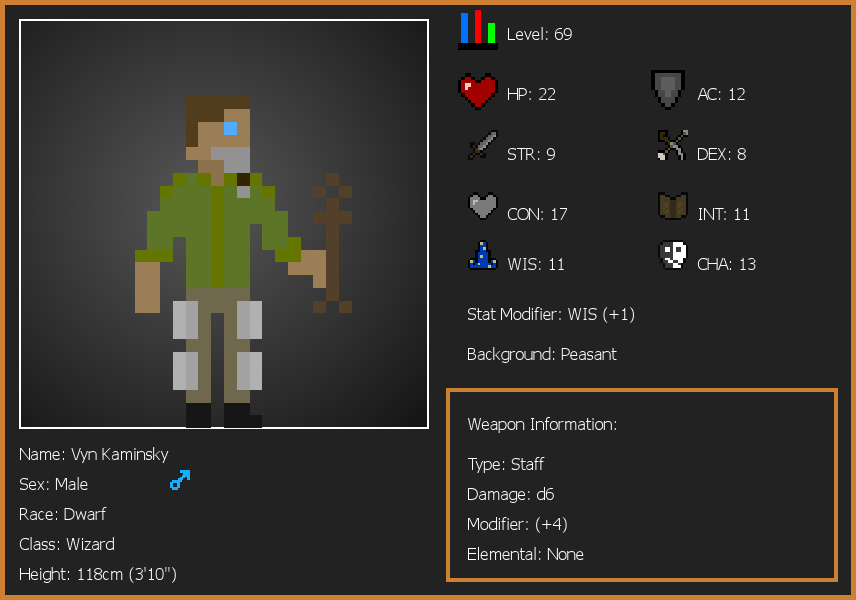 Level: 69
HP: 22
AC: 12
STR: 9
DEX: 8
CON: 17
INT: 11
WIS: 11
CHA: 13
Stat Modifier: WIS (+1)
Background: Peasant
Weapon Information:
Type: Staff
Damage: d6
Modifier: (+4)
Elemental: None
Name: Vyn Kaminsky
Sex: Male
Race: Dwarf
Class: Wizard
Height: 118cm (3'10")